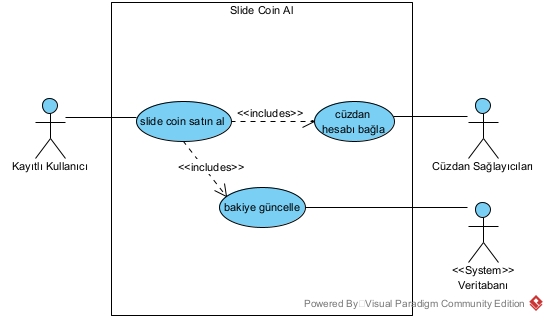 Slide Coin Al
slide coin satın al
<<includes>>
cüzdan
hesabı bağla
Kayıtlı Kullanıcı
Cüzdan Sağlayıcıları
<<includes>>
bakiye güncelle
<<System>>
Veritabanı
Powered By Visual Paradigm Community Edition